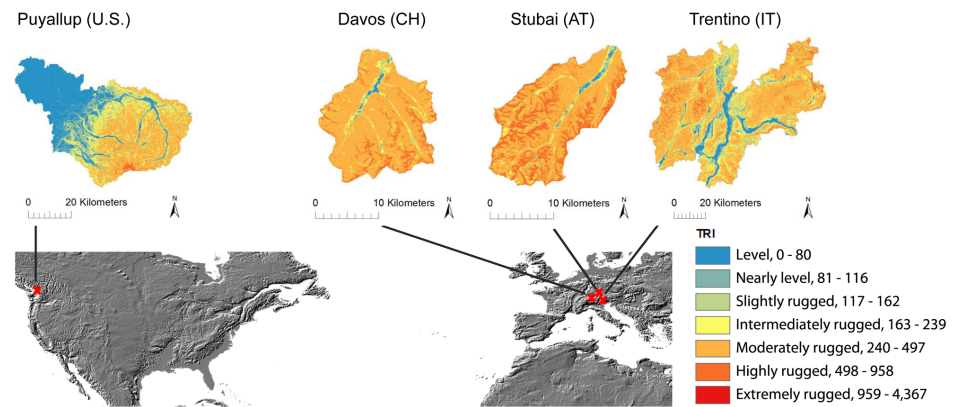 Puyallup (U.S.)
Davos (CH)
Stubai (AT)
Trentino (IT)
0 20 Kilometers N
0 10 Kilometers N
0 10 Kilometers N
0 20 Kilometers N
TRI
Level, 0 - 80
Nearly level, 81 - 116
Slightly rugged, 117 - 162
Intermediately rugged, 163 - 239
Moderately rugged, 240 - 497
Highly rugged, 498 - 958
Extremely rugged, 959 - 4,367